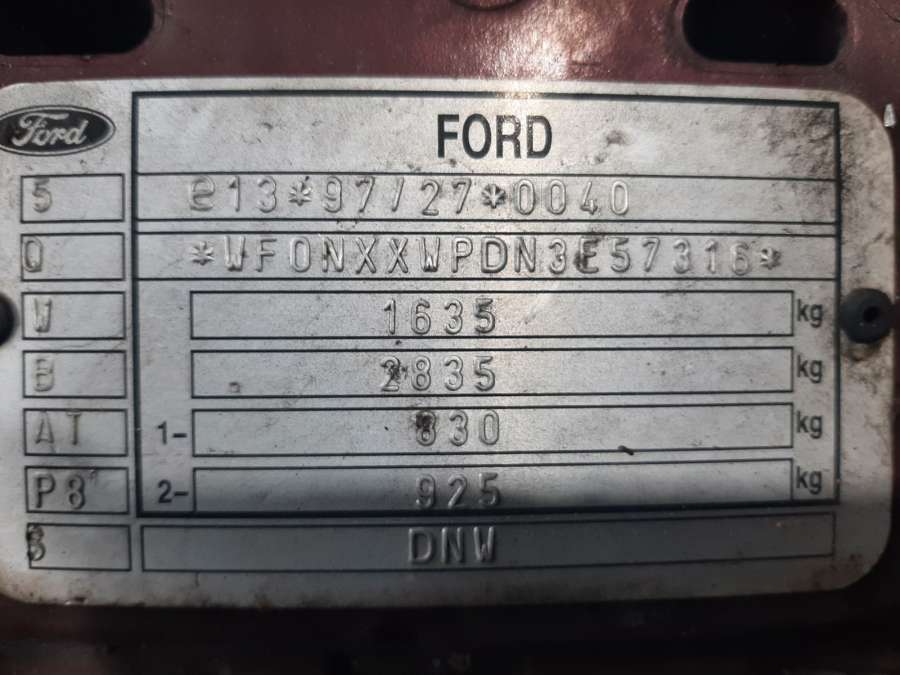 Ford
FORD
5 e13*97/27*0040
Q *WF0NXXWPDN3E57316*
W 1635 kg
B 2835 kg
AT 1- 830 kg
P8 2- 925 kg
DNW